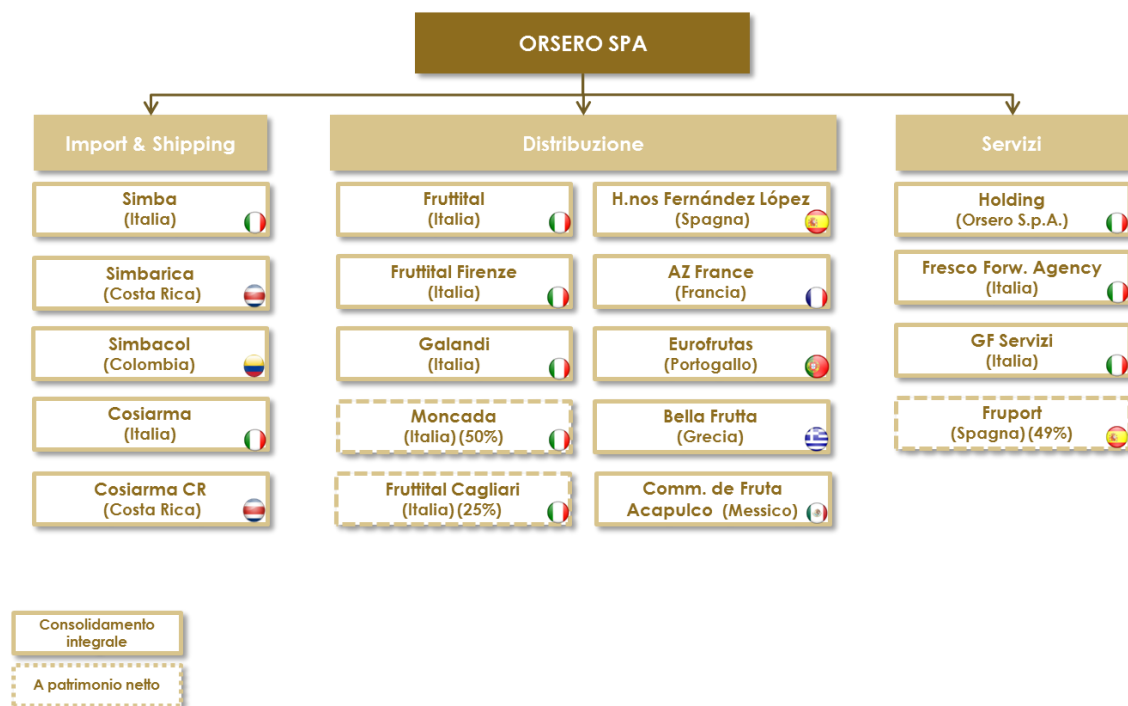 ORSERO SPA
Import & Shipping
Simba
(Italia)
Simbarica
(Costa Rica)
Simbacol
(Colombia)
Cosiarma
(Italia)
Cosiarma CR
(Costa Rica)
Distribuzione
Fruttital
(Italia)
Fruttital Firenze
(Italia)
Galandi
(Italia)
Moncada
(Italia) (50%)
Fruttital Cagliari
(Italia) (25%)
H.nos Fernández López
(Spagna)
AZ France
(Francia)
Eurofrutas
(Portogallo)
Bella Frutta
(Grecia)
Comm. de Fruta
Acapulco (Messico)
Servizi
Holding
(Orsero S.p.A.)
Fresco Forw. Agency
(Italia)
GF Servizi
(Italia)
Fruport
(Spagna) (49%)
Consolidamento
integrale
A patrimonio netto